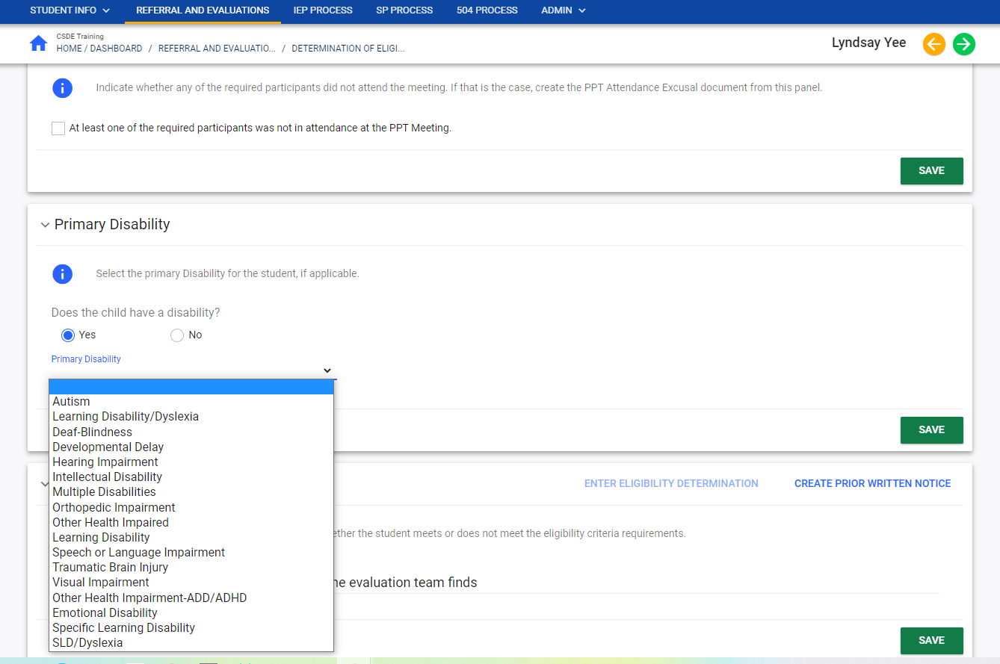 STUDENT INFO REFERRAL AND EVALUATIONS IEP PROCESS SP PROCESS 504 PROCESS ADMIN
CSDE Training
HOME / DASHBOARD / REFERRAL AND EVALUATIO... / DETERMINATION OF ELIGI...
Lyndsay Yee
Indicate whether any of the required participants did not attend the meeting. If that is the case, create the PPT Attendance Excusal document from this panel.
At least one of the required participants was not in attendance at the PPT Meeting.
SAVE
Primary Disability
Select the primary Disability for the student, if applicable.
Does the child have a disability?
Yes No
Primary Disability
Autism
Learning Disability/Dyslexia
Deaf-Blindness
Developmental Delay
Hearing Impairment
Intellectual Disability
Multiple Disabilities
Orthopedic Impairment
Other Health Impaired
Learning Disability
Speech or Language Impairment
Traumatic Brain Injury
Visual Impairment
Other Health Impairment-ADD/ADHD
Emotional Disability
Specific Learning Disability
SLD/Dyslexia
SAVE
ENTER ELIGIBILITY DETERMINATION CREATE PRIOR WRITTEN NOTICE
the student meets or does not meet the eligibility criteria requirements.
evaluation team finds
SAVE